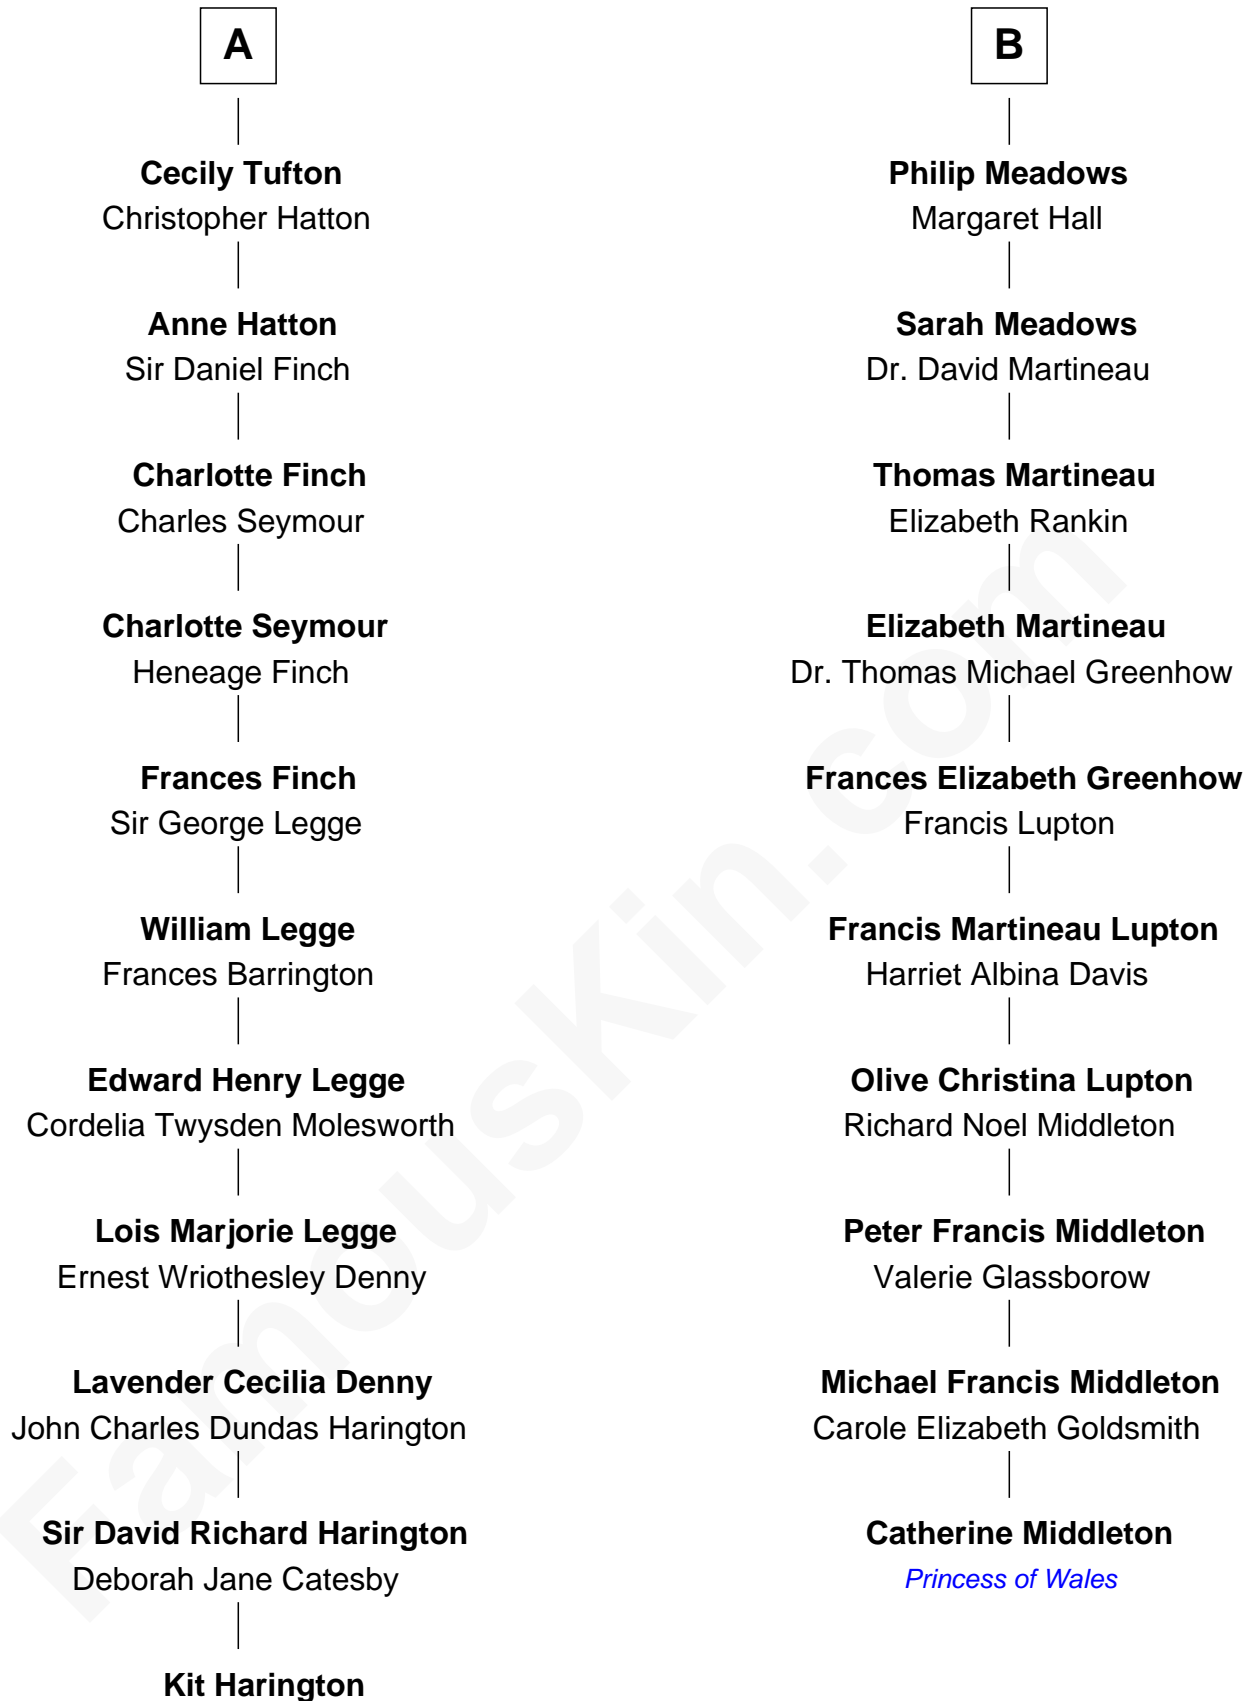 A
Cecily Tufton
Christopher Hatton
Anne Hatton
Sir Daniel Finch
Charlotte Finch
Charles Seymour
Charlotte Seymour
Heneage Finch
Frances Finch
Sir George Legge
William Legge
Frances Barrington
Edward Henry Legge
Cordelia Twysden Molesworth
Lois Marjorie Legge
Ernest Wriothesley Denny
Lavender Cecilia Denny
John Charles Dundas Harington
Sir David Richard Harington
Deborah Jane Catesby
Kit Harington
B
Philip Meadows
Margaret Hall
Sarah Meadows
Dr. David Martineau
Thomas Martineau
Elizabeth Rankin
Elizabeth Martineau
Dr. Thomas Michael Greenhow
Frances Elizabeth Greenhow
Francis Lupton
Francis Martineau Lupton
Harriet Albina Davis
Olive Christina Lupton
Richard Noel Middleton
Peter Francis Middleton
Valerie Glassborow
Michael Francis Middleton
Carole Elizabeth Goldsmith
Catherine Middleton
Princess of Wales
FamousKin.com